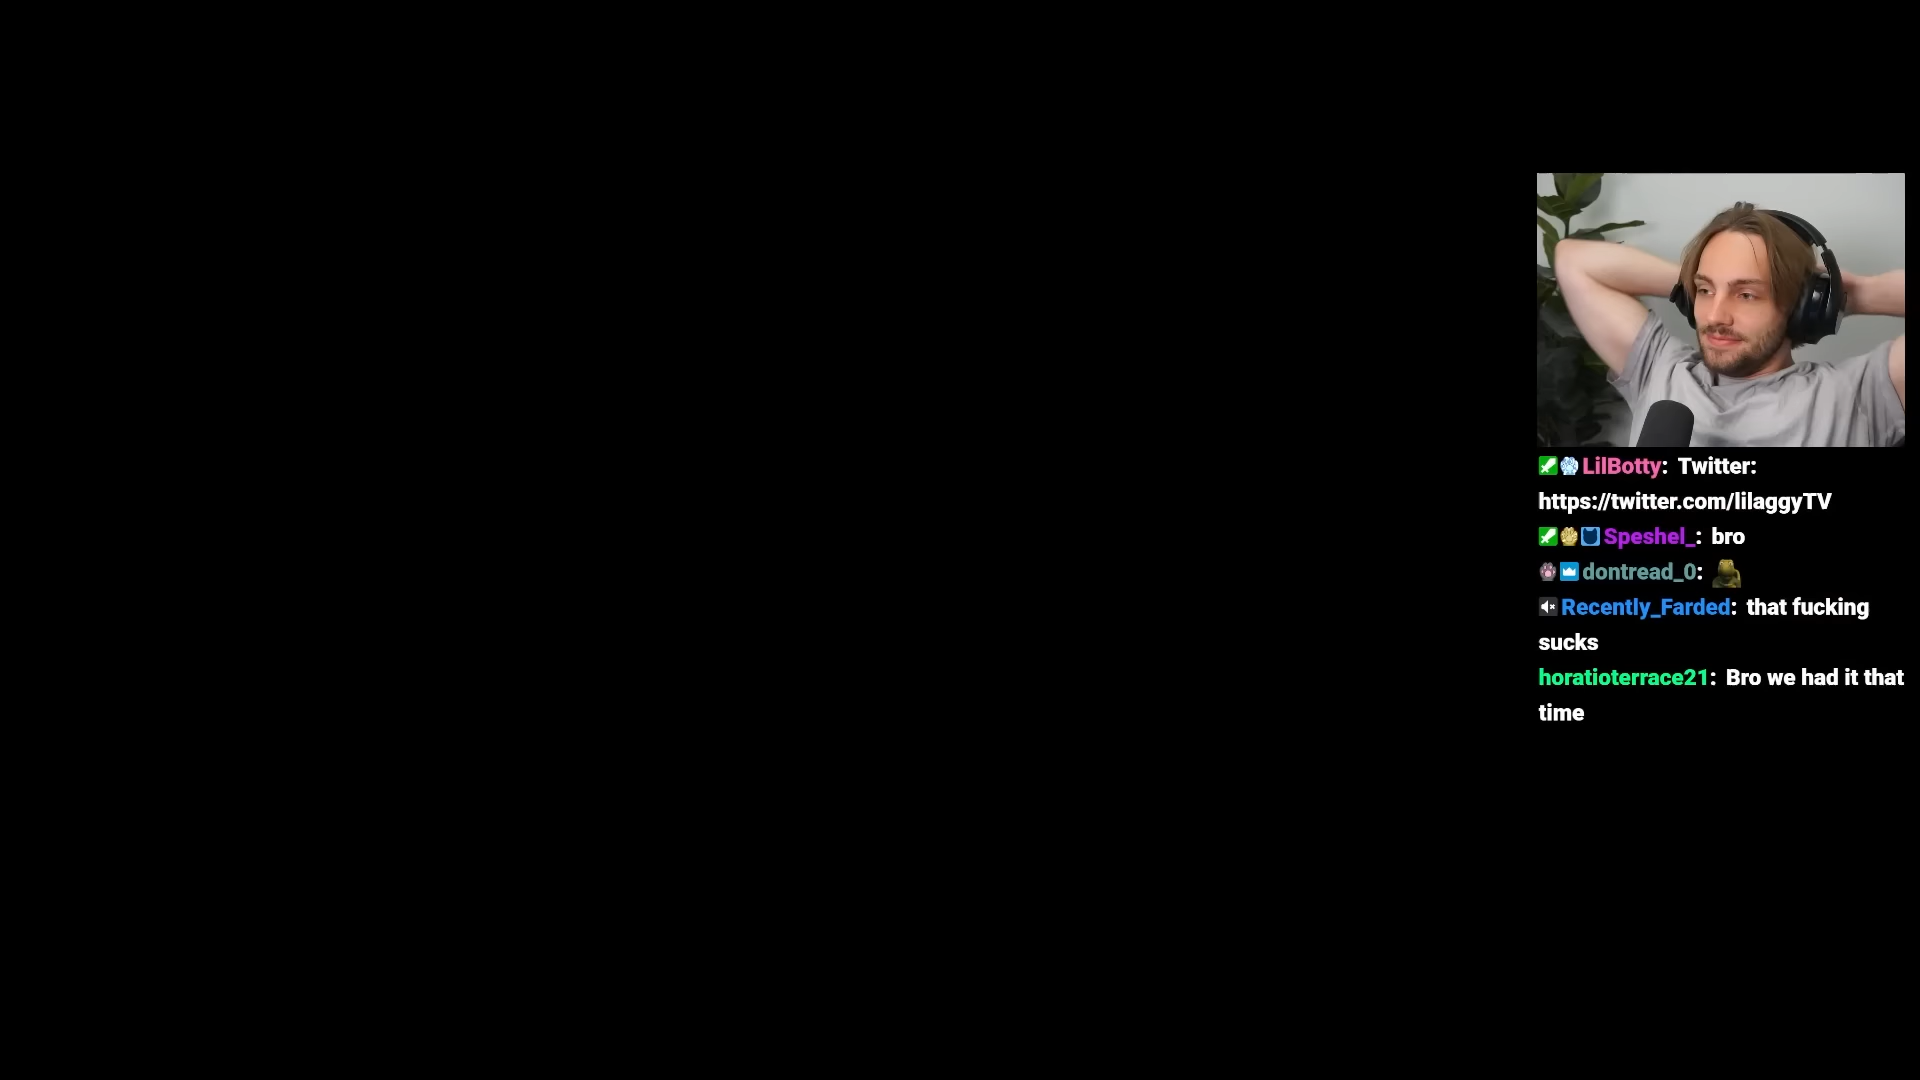 LilBotty: Twitter:
https://twitter.com/lilaggyTV
Speshel_: bro
dontread_0:
Recently_Farded: that fucking
sucks
horatioterrace21: Bro we had it that
time